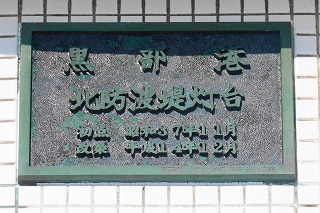 黒部港
北防波堤灯台
初点 昭和37年11月
改築 平成14年12月